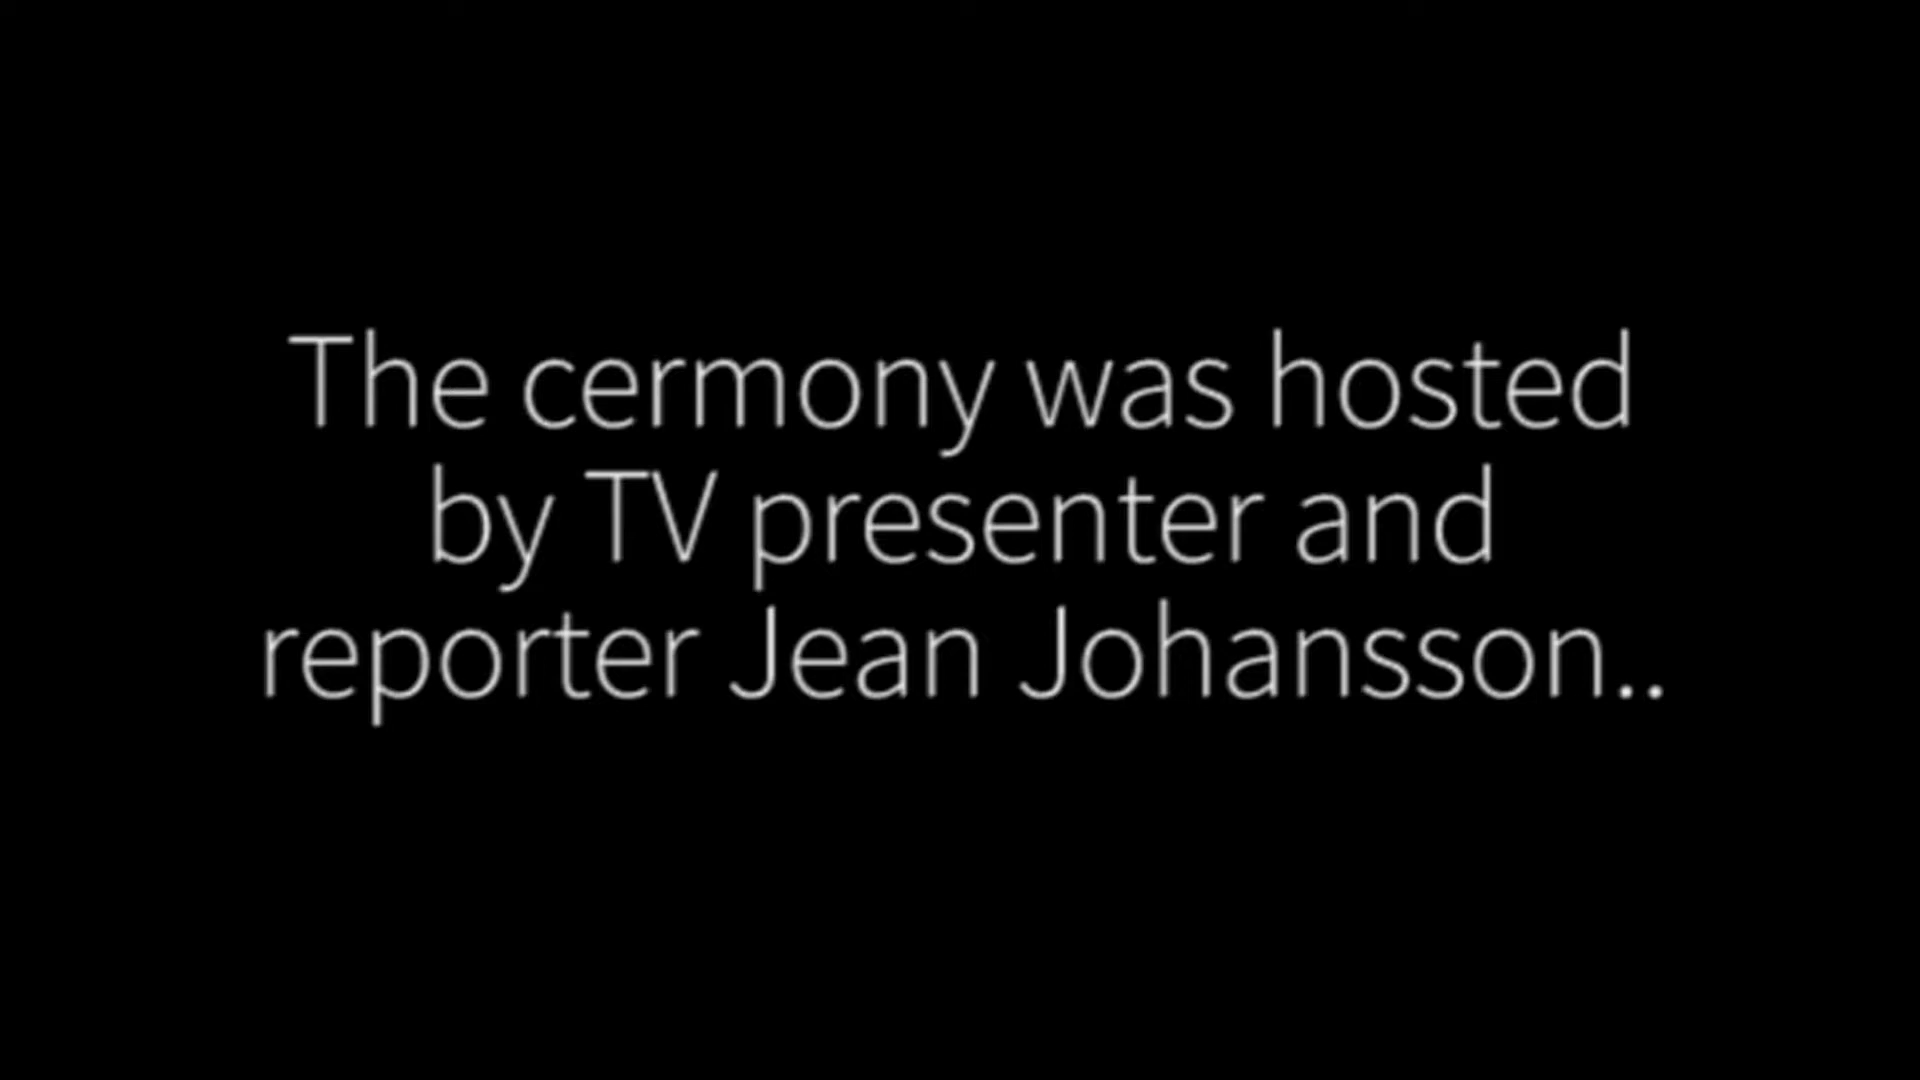 The cermony was hosted
by TV presenter and
reporter Jean Johansson..